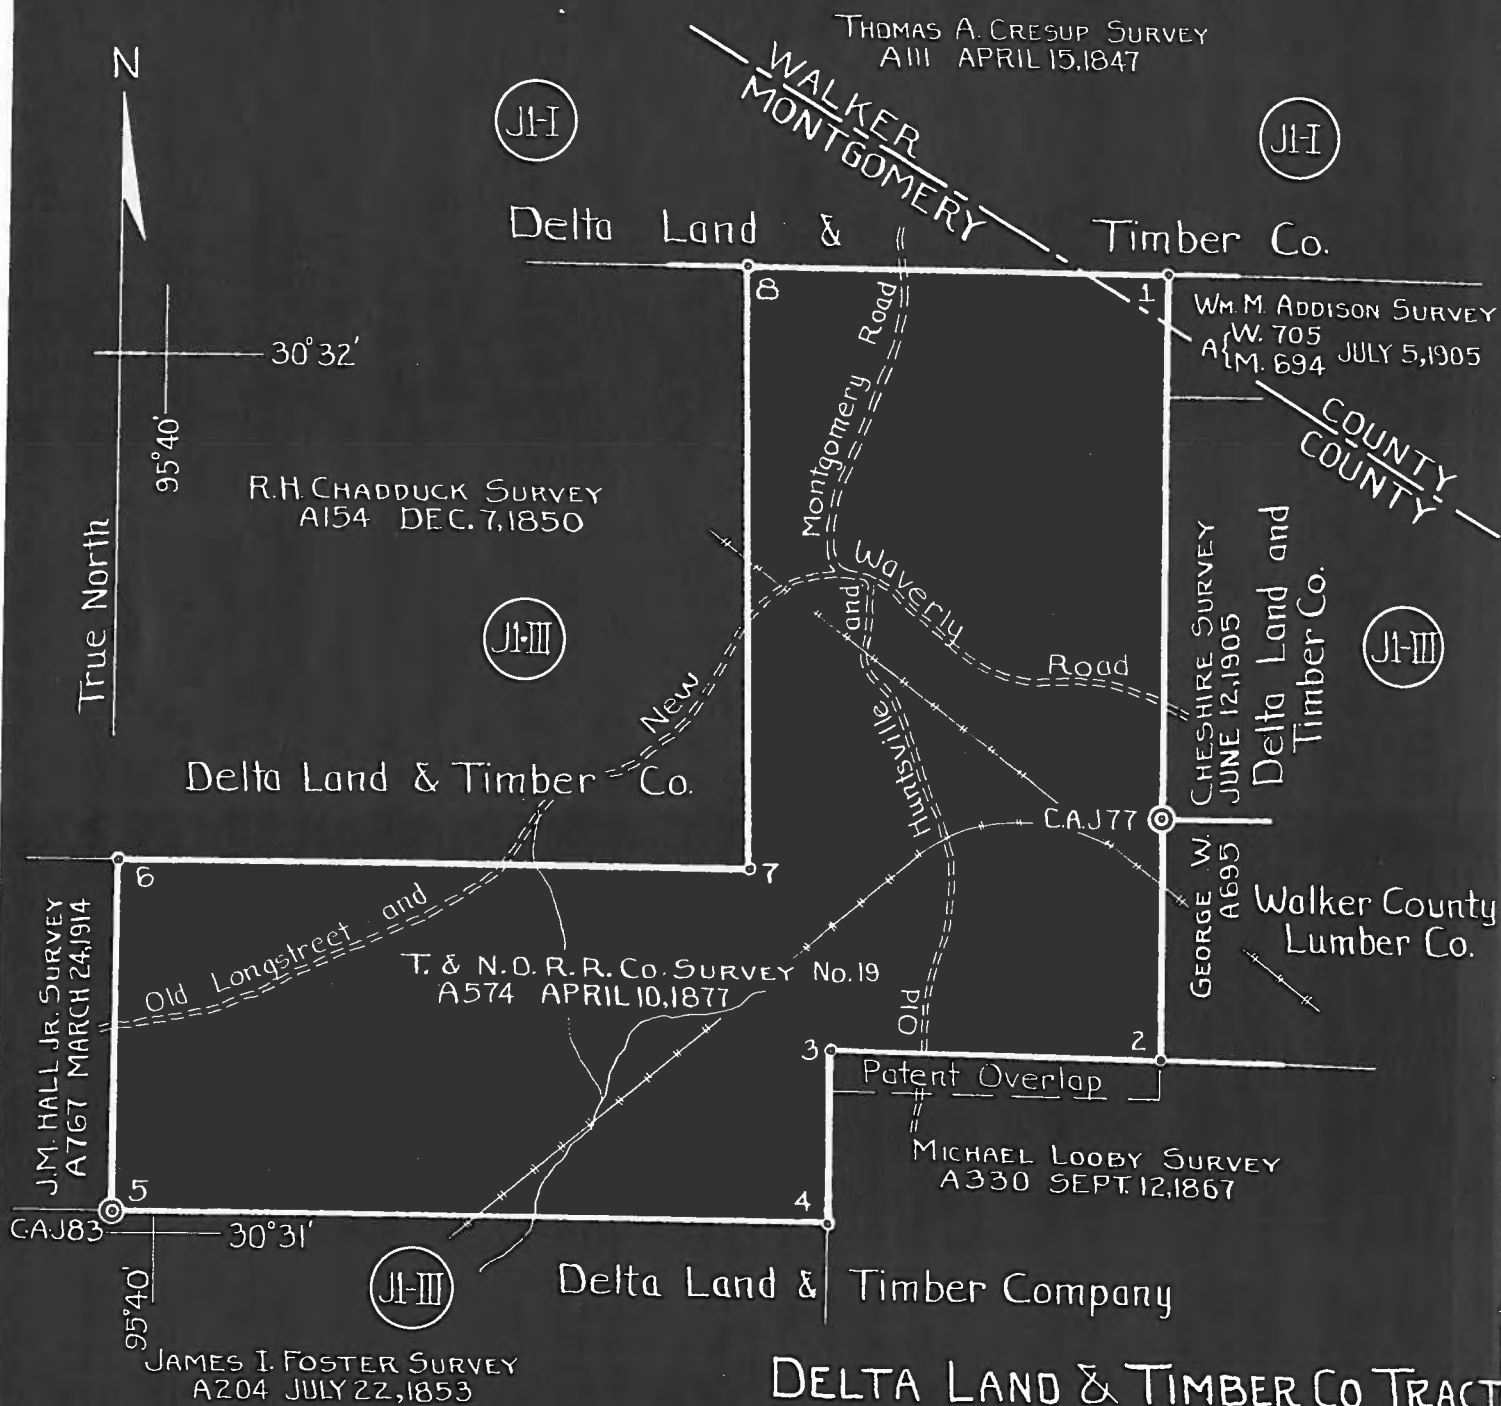 THOMAS A. CRESUP SURVEY
A111 APRIL 15, 1847
N
J1-I
WALKER
MONTGOMERY
J1-I
Delta Land & Timber Co.
8
1
WM. M. ADDISON SURVEY
A{W. 705
M. 694 JULY 5, 1905
30°32'
95°40'
Montgomery Road
COUNTY
COUNTY
R.H. CHADDUCK SURVEY
A154 DEC. 7, 1850
True North
J1-III
New
Waverly
Road
and
Huntsville
Old
CHESHIRE SURVEY
JUNE 12, 1905
Delta Land and
Timber Co.
J1-III
Delta Land & Timber Co.
C.A.J 77
GEORGE W.
A695
Walker County
Lumber Co.
6
7
Old Longstreet and
J.M. HALL JR. SURVEY
A767 MARCH 24, 1914
T. & N.O. R.R. CO. SURVEY No. 19
A574 APRIL 10, 1877
3
2
Patent Overlap
MICHAEL LOOBY SURVEY
A330 SEPT. 12, 1867
5
4
C.A.J 83
30°31'
95°40'
J1-III
Delta Land & Timber Company
JAMES I. FOSTER SURVEY
A204 JULY 22, 1853
DELTA LAND & TIMBER CO TRACT